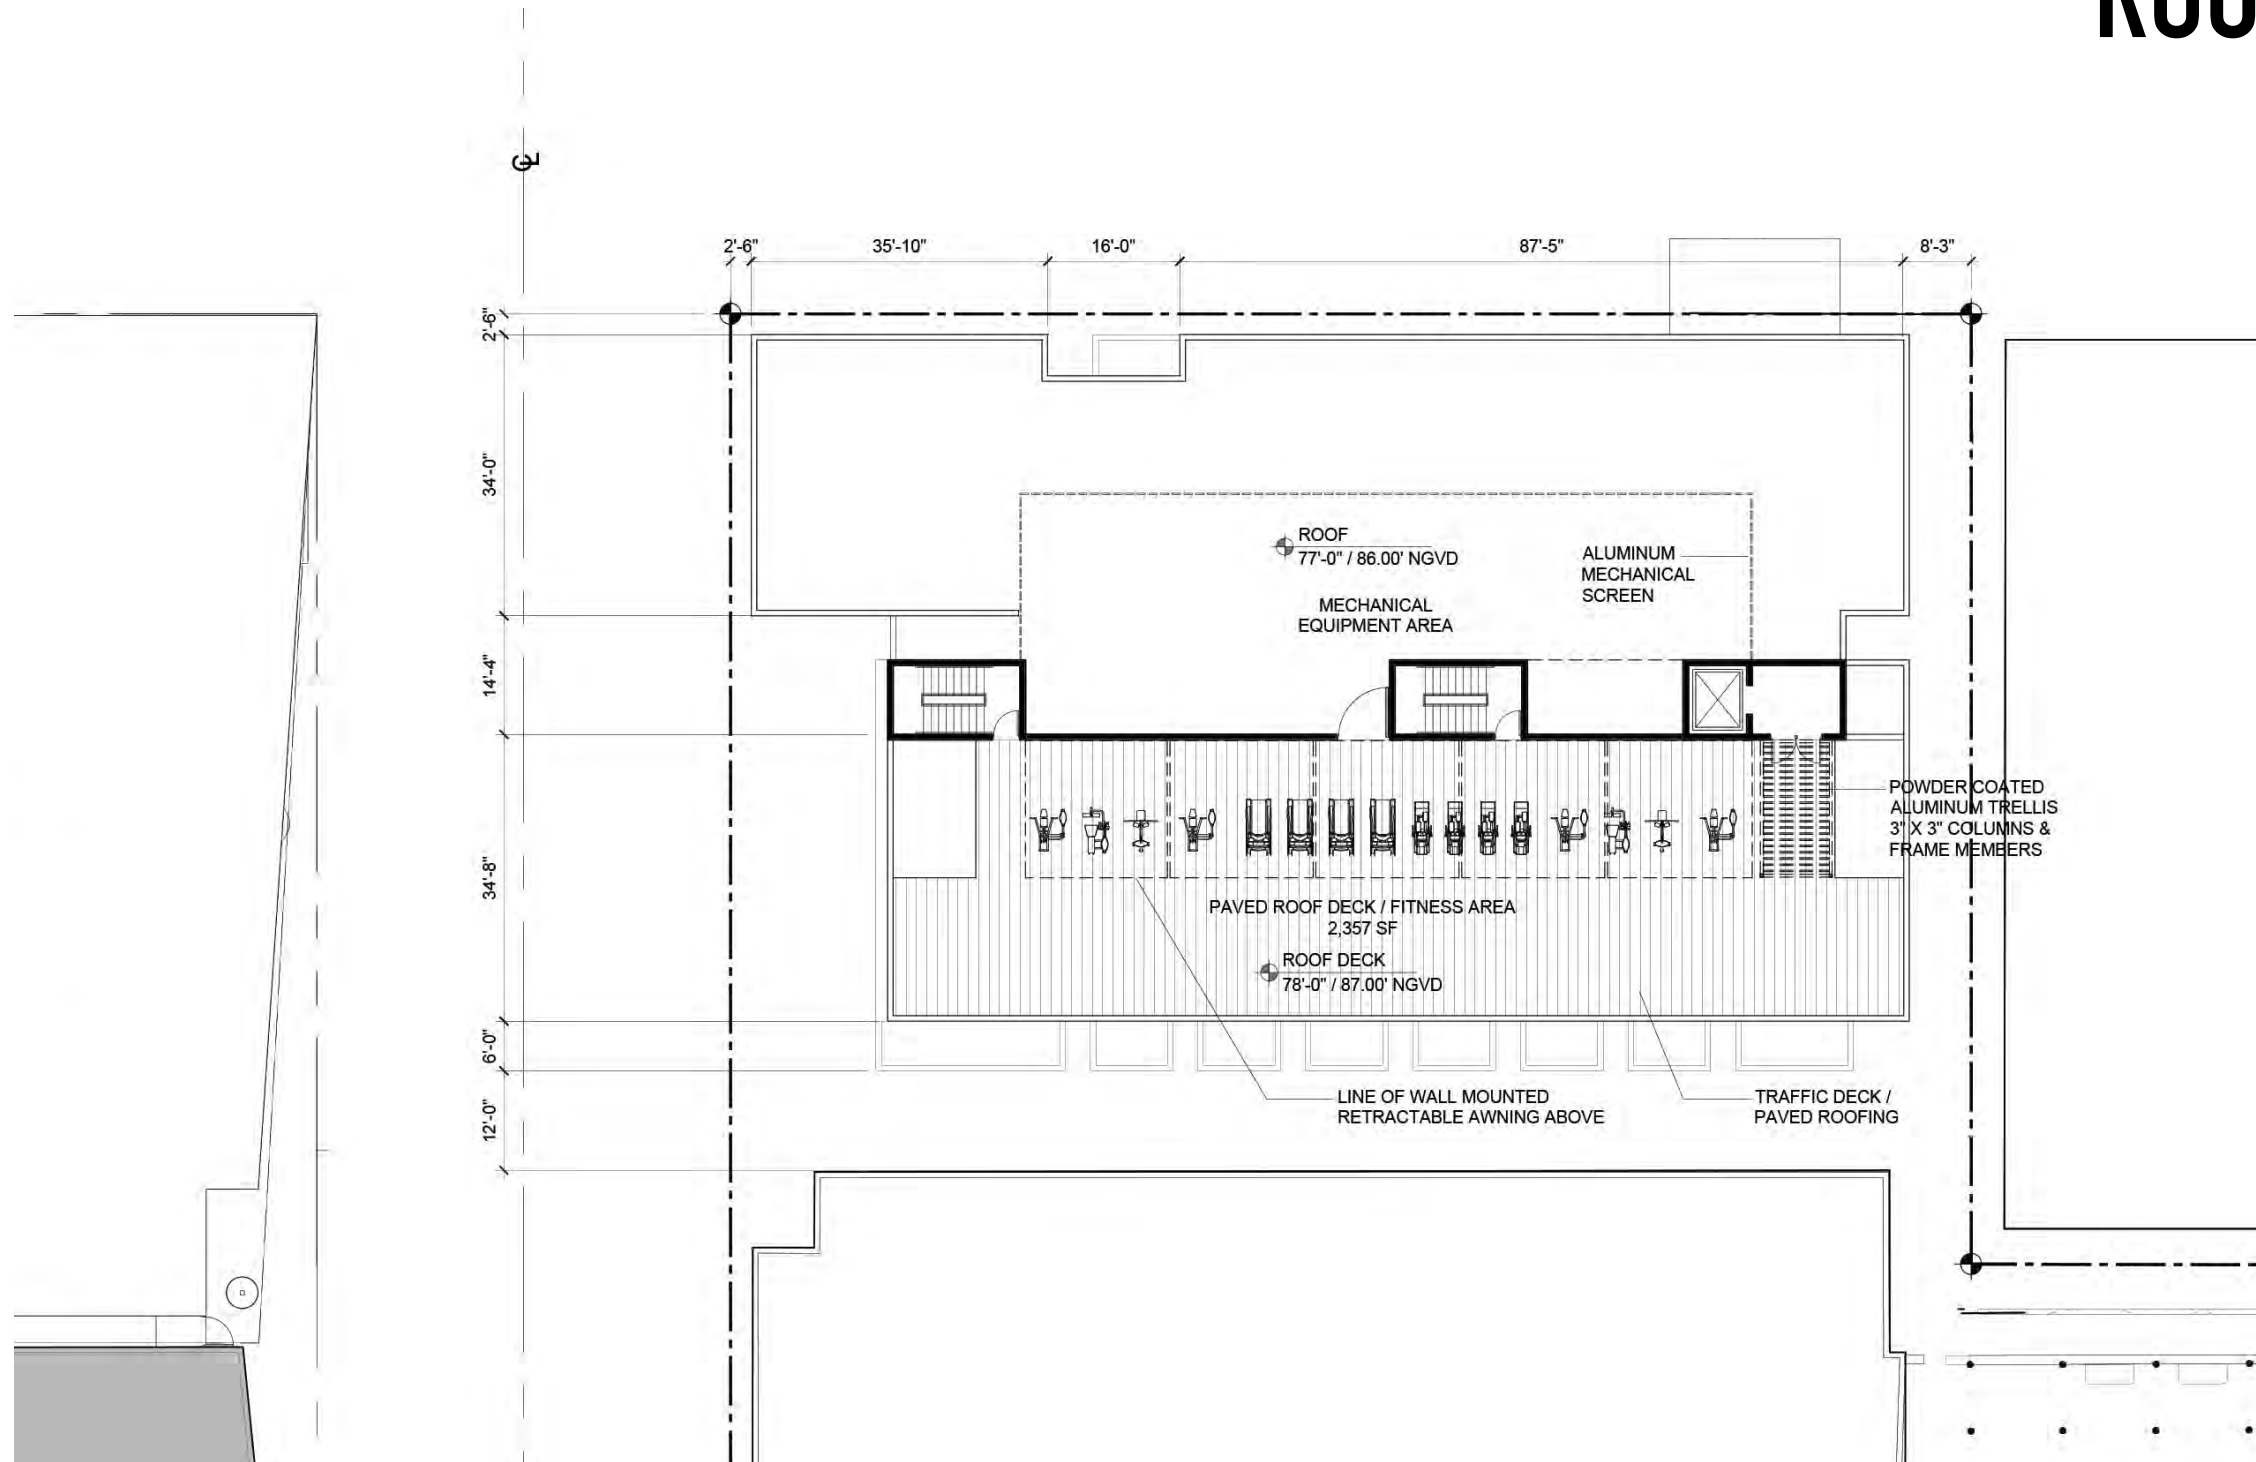 2'-6"
35'-10"
16'-0"
87'-5"
8'-3"
℄
2'-6"
34'-0"
14'-4"
34'-8"
6'-0"
12'-0"
ROOF
77'-0" / 86.00' NGVD
MECHANICAL
EQUIPMENT AREA
ALUMINUM
MECHANICAL
SCREEN
POWDER COATED
ALUMINUM TRELLIS
3" X 3" COLUMNS &
FRAME MEMBERS
PAVED ROOF DECK / FITNESS AREA
2,357 SF
ROOF DECK
78'-0" / 87.00' NGVD
LINE OF WALL MOUNTED
RETRACTABLE AWNING ABOVE
TRAFFIC DECK /
PAVED ROOFING